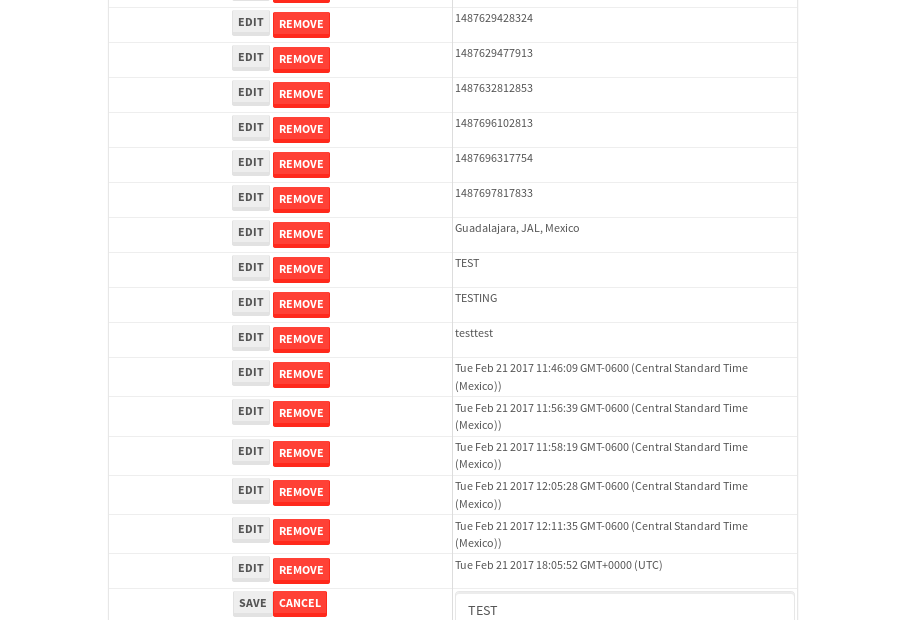 EDIT REMOVE 1487629428324
EDIT REMOVE 1487629477913
EDIT REMOVE 1487632812853
EDIT REMOVE 1487696102813
EDIT REMOVE 1487696317754
EDIT REMOVE 1487697817833
EDIT REMOVE Guadalajara, JAL, Mexico
EDIT REMOVE TEST
EDIT REMOVE TESTING
EDIT REMOVE testtest
EDIT REMOVE Tue Feb 21 2017 11:46:09 GMT-0600 (Central Standard Time
(Mexico))
EDIT REMOVE Tue Feb 21 2017 11:56:39 GMT-0600 (Central Standard Time
(Mexico))
EDIT REMOVE Tue Feb 21 2017 11:58:19 GMT-0600 (Central Standard Time
(Mexico))
EDIT REMOVE Tue Feb 21 2017 12:05:28 GMT-0600 (Central Standard Time
(Mexico))
EDIT REMOVE Tue Feb 21 2017 12:11:35 GMT-0600 (Central Standard Time
(Mexico))
EDIT REMOVE Tue Feb 21 2017 18:05:52 GMT+0000 (UTC)
SAVE CANCEL TEST